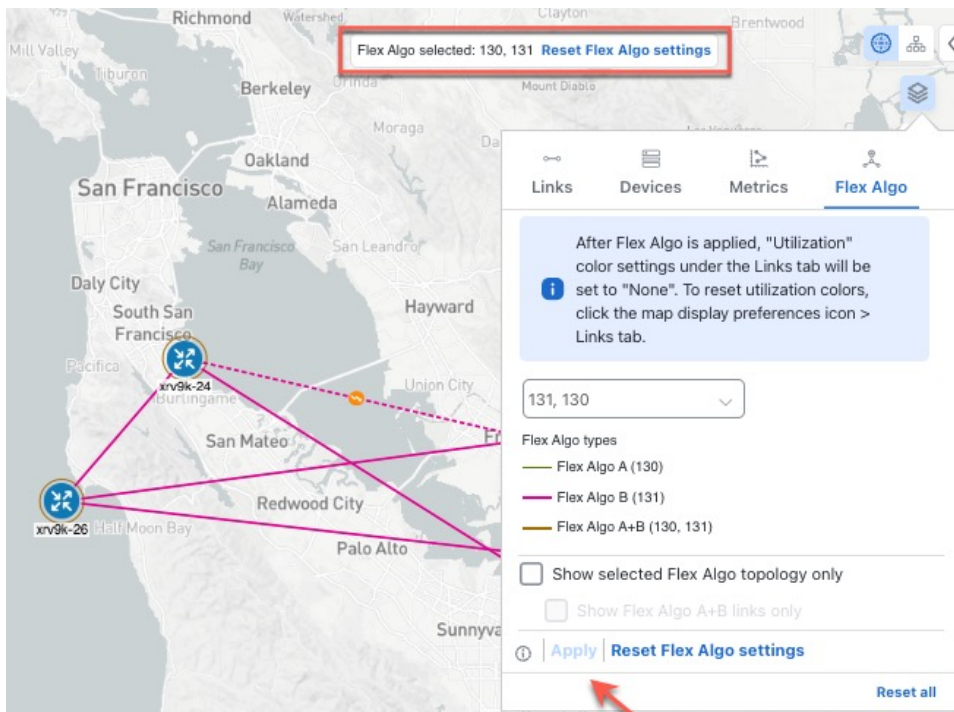 Richmond
Watershed
Clayton
Brentwood
Mill Valley
Flex Algo selected: 130, 131 Reset Flex Algo settings
Tiburon
Berkeley
Orinda
Mount Diablo
Moraga
Oakland
San Francisco
Alameda
Links
Devices
Metrics
Flex Algo
San Francisco
Bay
San Leandro
After Flex Algo is applied, "Utilization"
color settings under the Links tab will be
set to "None". To reset utilization colors,
click the map display preferences icon >
Links tab.
Daly City
South San
Francisco
Hayward
Pacifica
xrv9k-24
Burlingame
Union City
131, 130
San Mateo
Flex Algo types
Flex Algo A (130)
Flex Algo B (131)
Flex Algo A+B (130, 131)
Redwood City
xrv9k-26
Half Moon Bay
Palo Alto
Show selected Flex Algo topology only
Show Flex Algo A+B links only
Sunnyva
Apply
Reset Flex Algo settings
Reset all